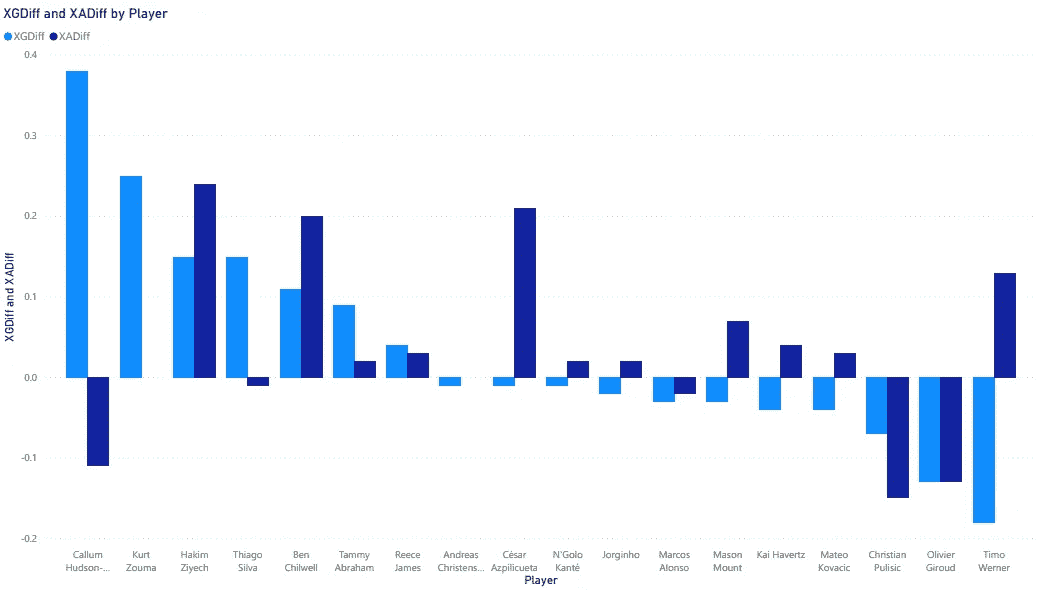 XGDiff and XADiff by Player
XGDiff XADiff
0.4
0.3
0.2
0.1
0.0
-0.1
-0.2
XGDiff and XADiff
Callum Hudson-...
Kurt Zouma
Hakim Ziyech
Thiago Silva
Ben Chilwell
Tammy Abraham
Reece James
Andreas Christens...
César Azpilicueta
N'Golo Kanté
Jorginho
Marcos Alonso
Mason Mount
Kai Havertz
Mateo Kovacic
Christian Pulisic
Olivier Giroud
Timo Werner
Player